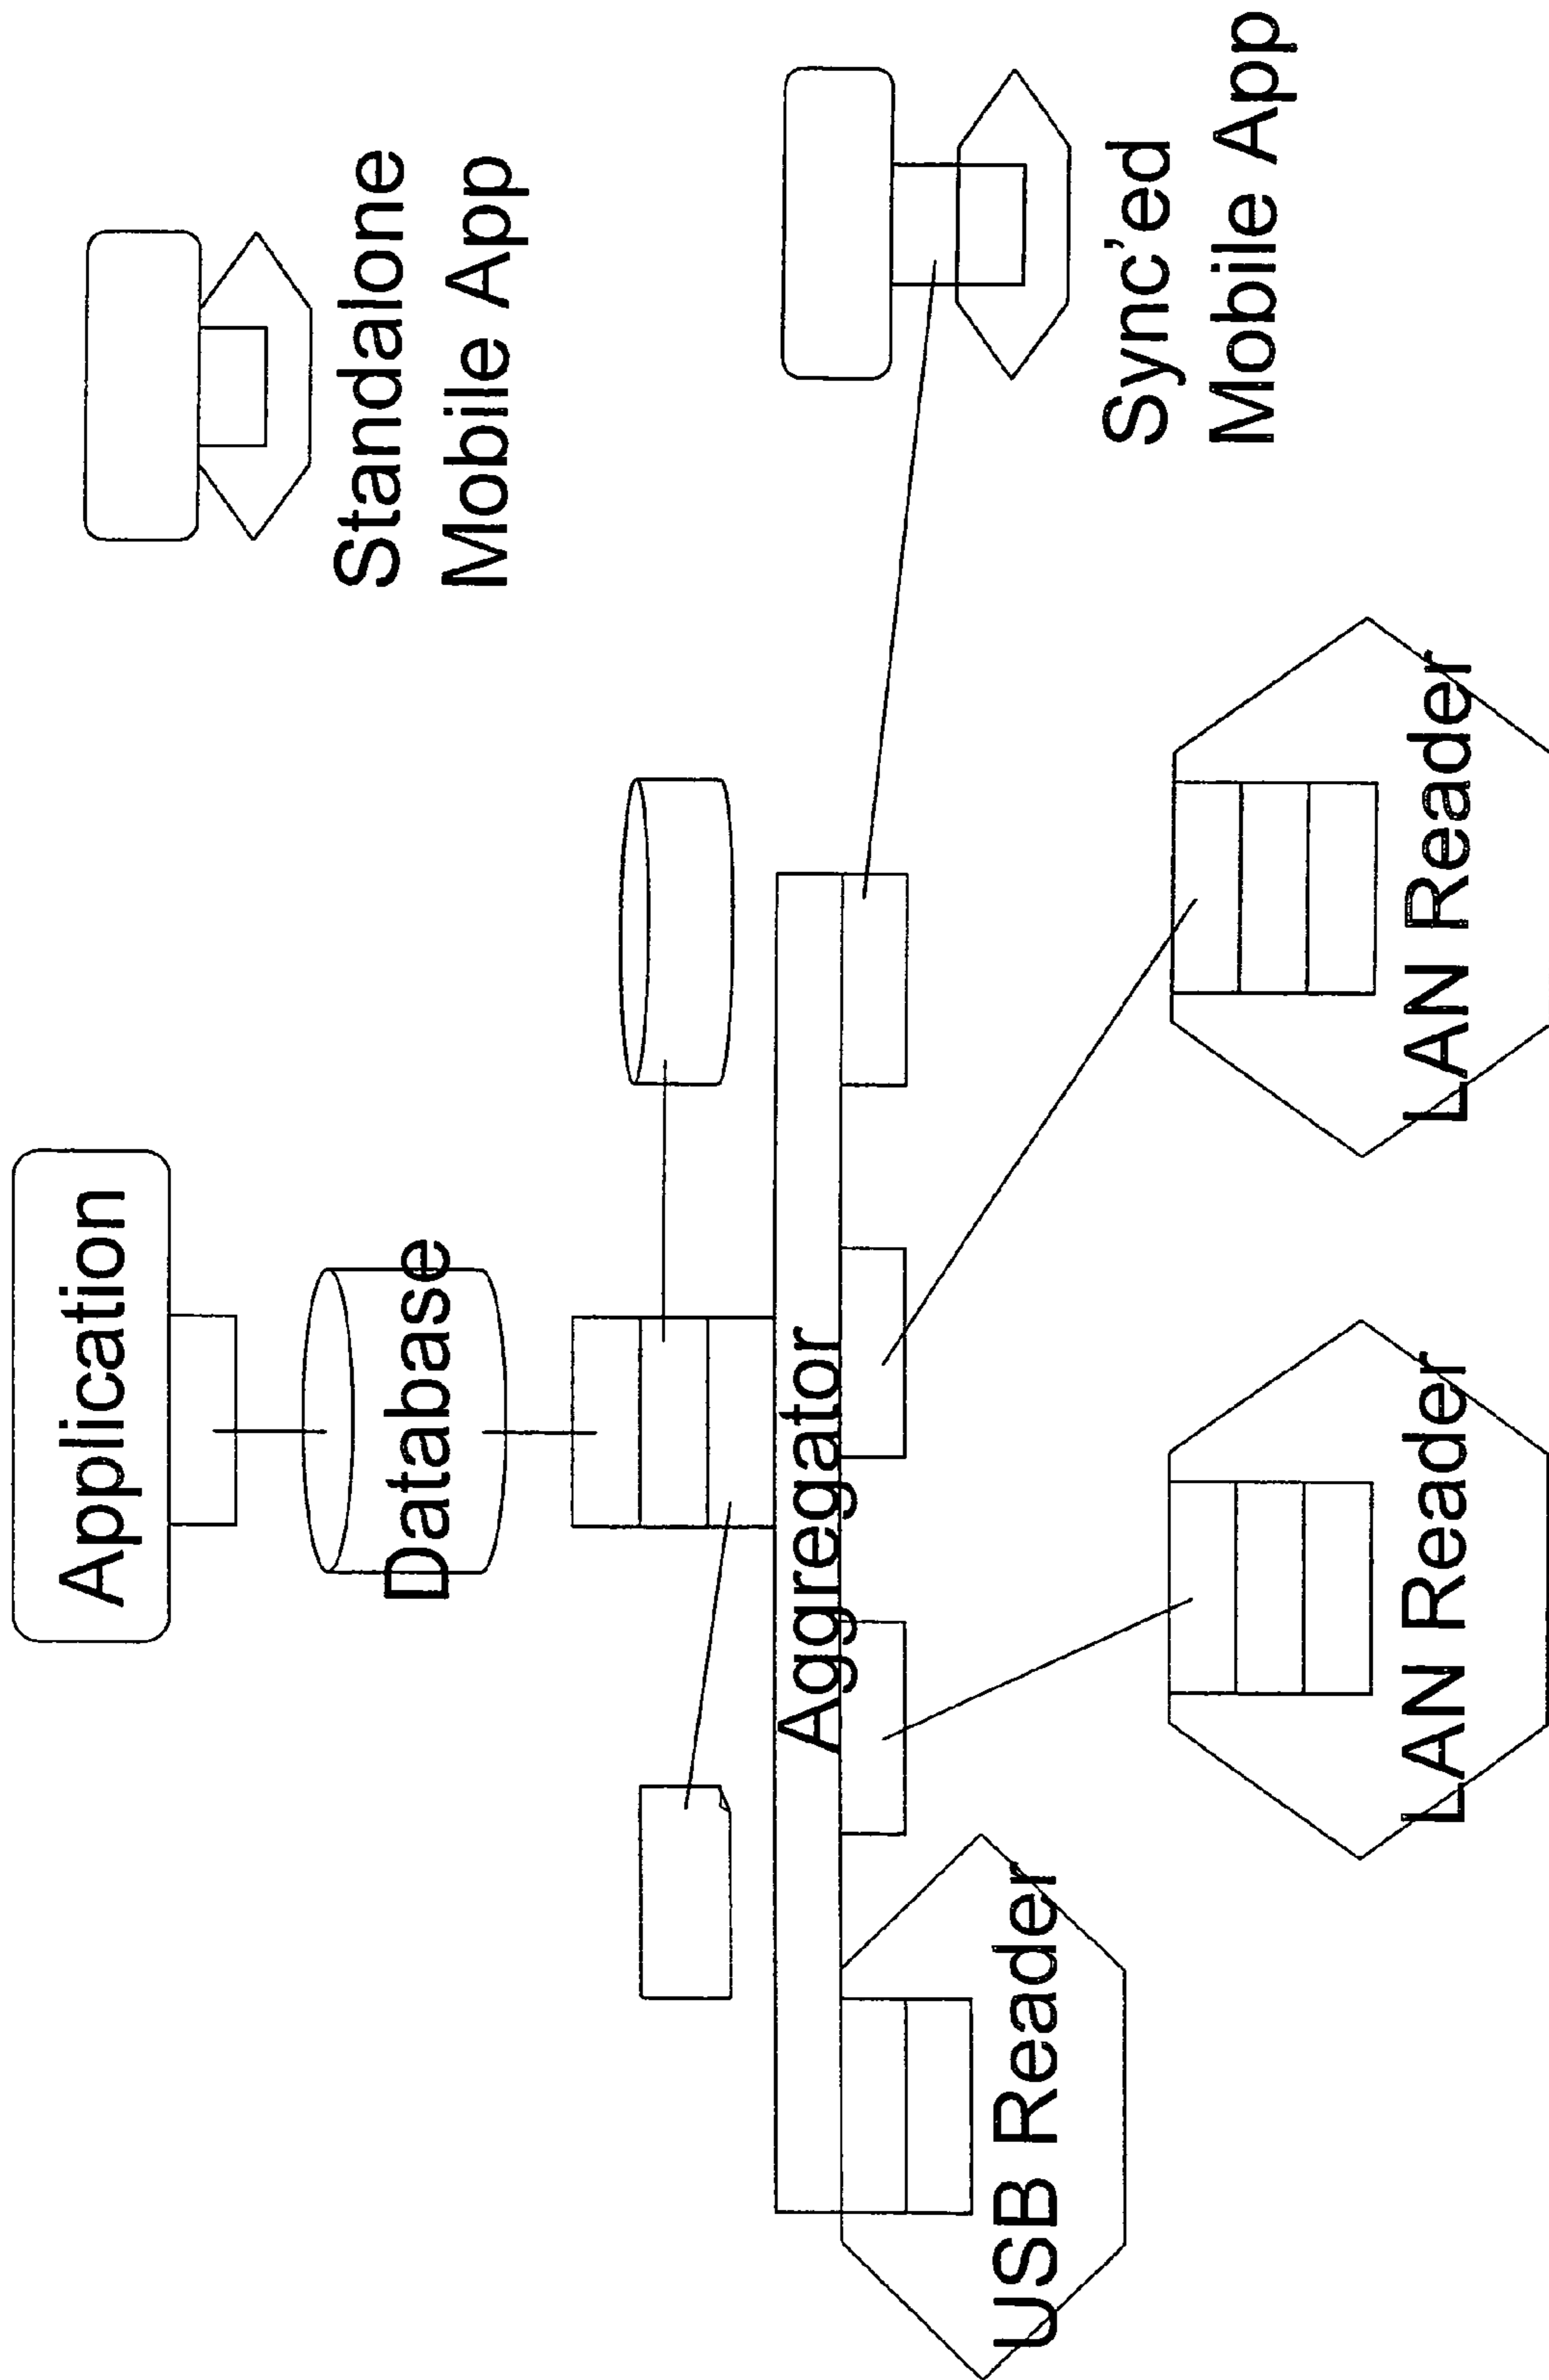 Application
Database
Aggregator
USB Reader
LAN Reader
LAN Reader
Standalone
Mobile App
Sync'ed
Mobile App